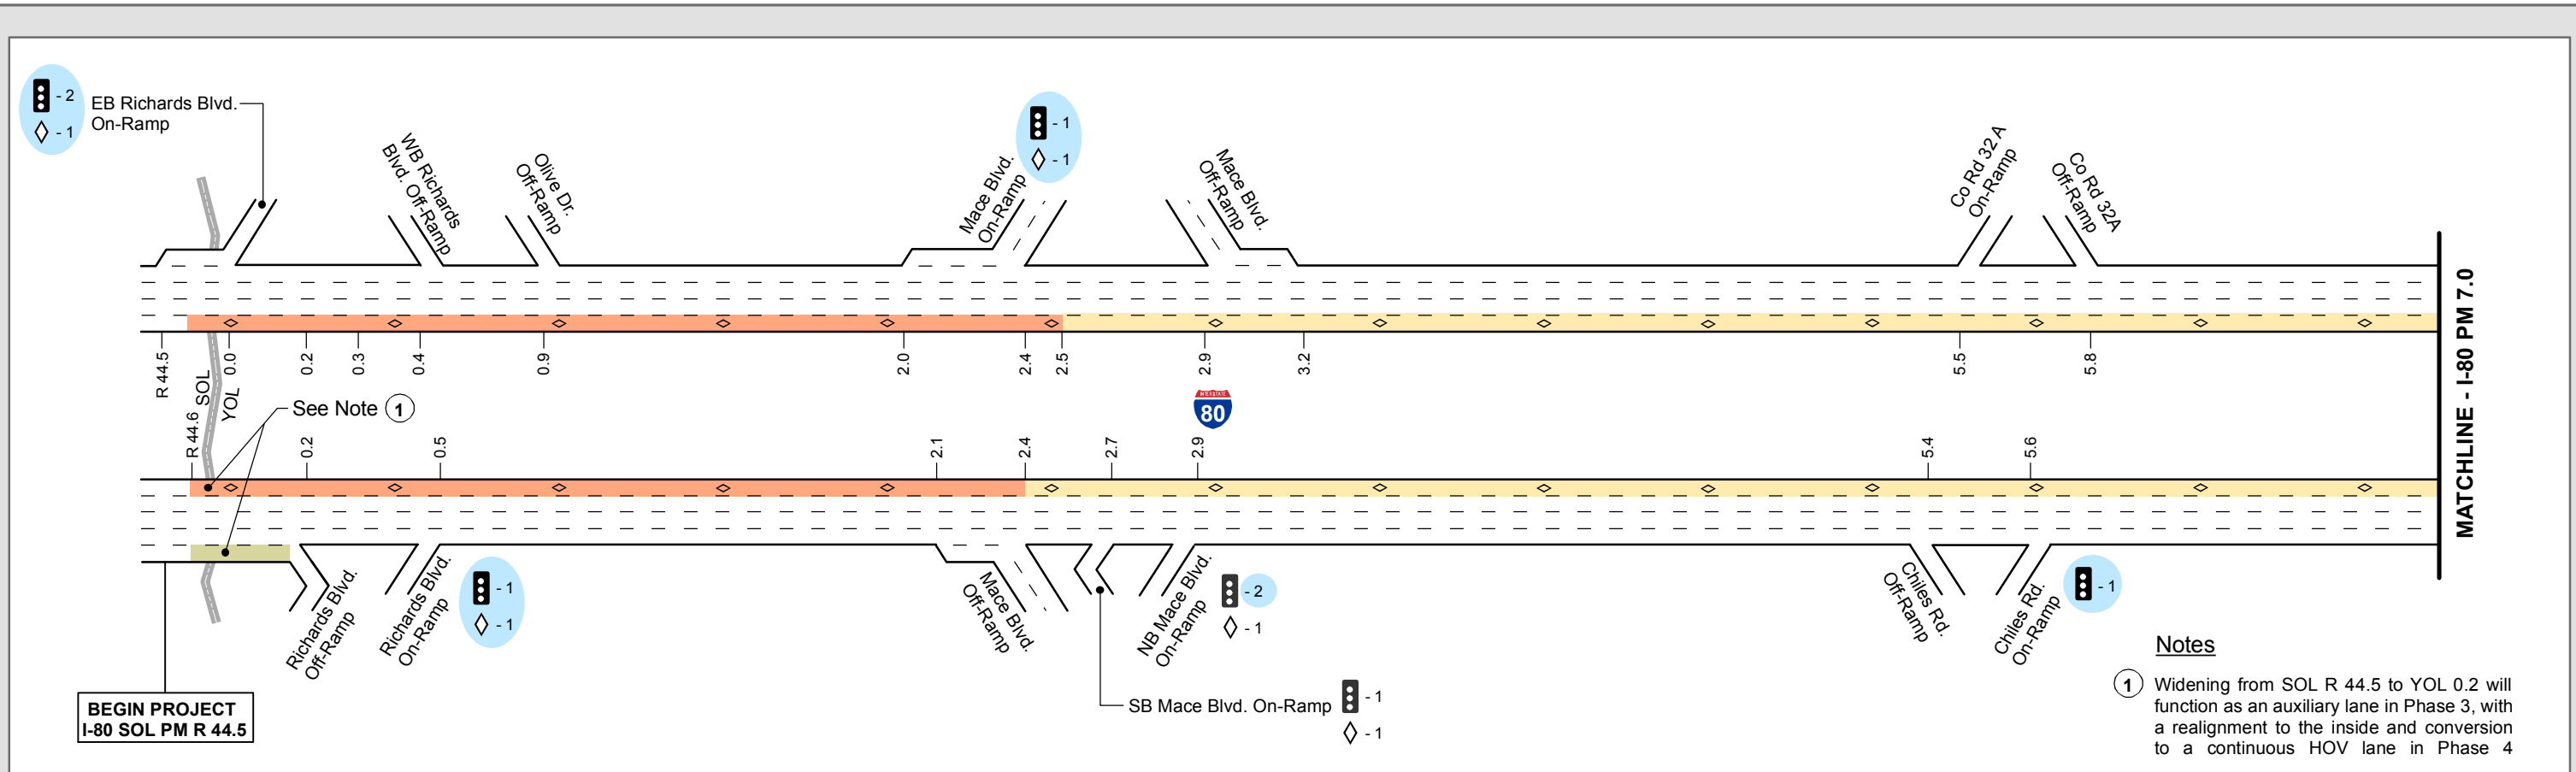 - 2
- 1
EB Richards Blvd.
On-Ramp
WB Richards
Blvd. Off-Ramp
Olive Dr.
Off-Ramp
Mace Blvd.
On-Ramp
- 1
- 1
Mace Blvd.
Off-Ramp
Co Rd 32 A
On-Ramp
Co Rd 32A
Off-Ramp
R 44.5
0.0
0.2
0.3
0.4
0.9
2.0
2.4
2.5
2.9
3.2
5.5
5.8
SOL
YOL
See Note 1
INTERSTATE
80
R 44.6
0.2
0.5
2.1
2.4
2.7
2.9
5.4
5.6
MATCHLINE - I-80 PM 7.0
Richards Blvd.
Off-Ramp
Richards Blvd.
On-Ramp
- 1
- 1
Mace Blvd.
Off-Ramp
NB Mace Blvd.
On-Ramp
- 2
- 1
SB Mace Blvd. On-Ramp
- 1
- 1
Chiles Rd.
Off-Ramp
Chiles Rd.
On-Ramp
- 1
BEGIN PROJECT
I-80 SOL PM R 44.5
Notes
1 Widening from SOL R 44.5 to YOL 0.2 will
function as an auxiliary lane in Phase 3, with
a realignment to the inside and conversion
to a continuous HOV lane in Phase 4